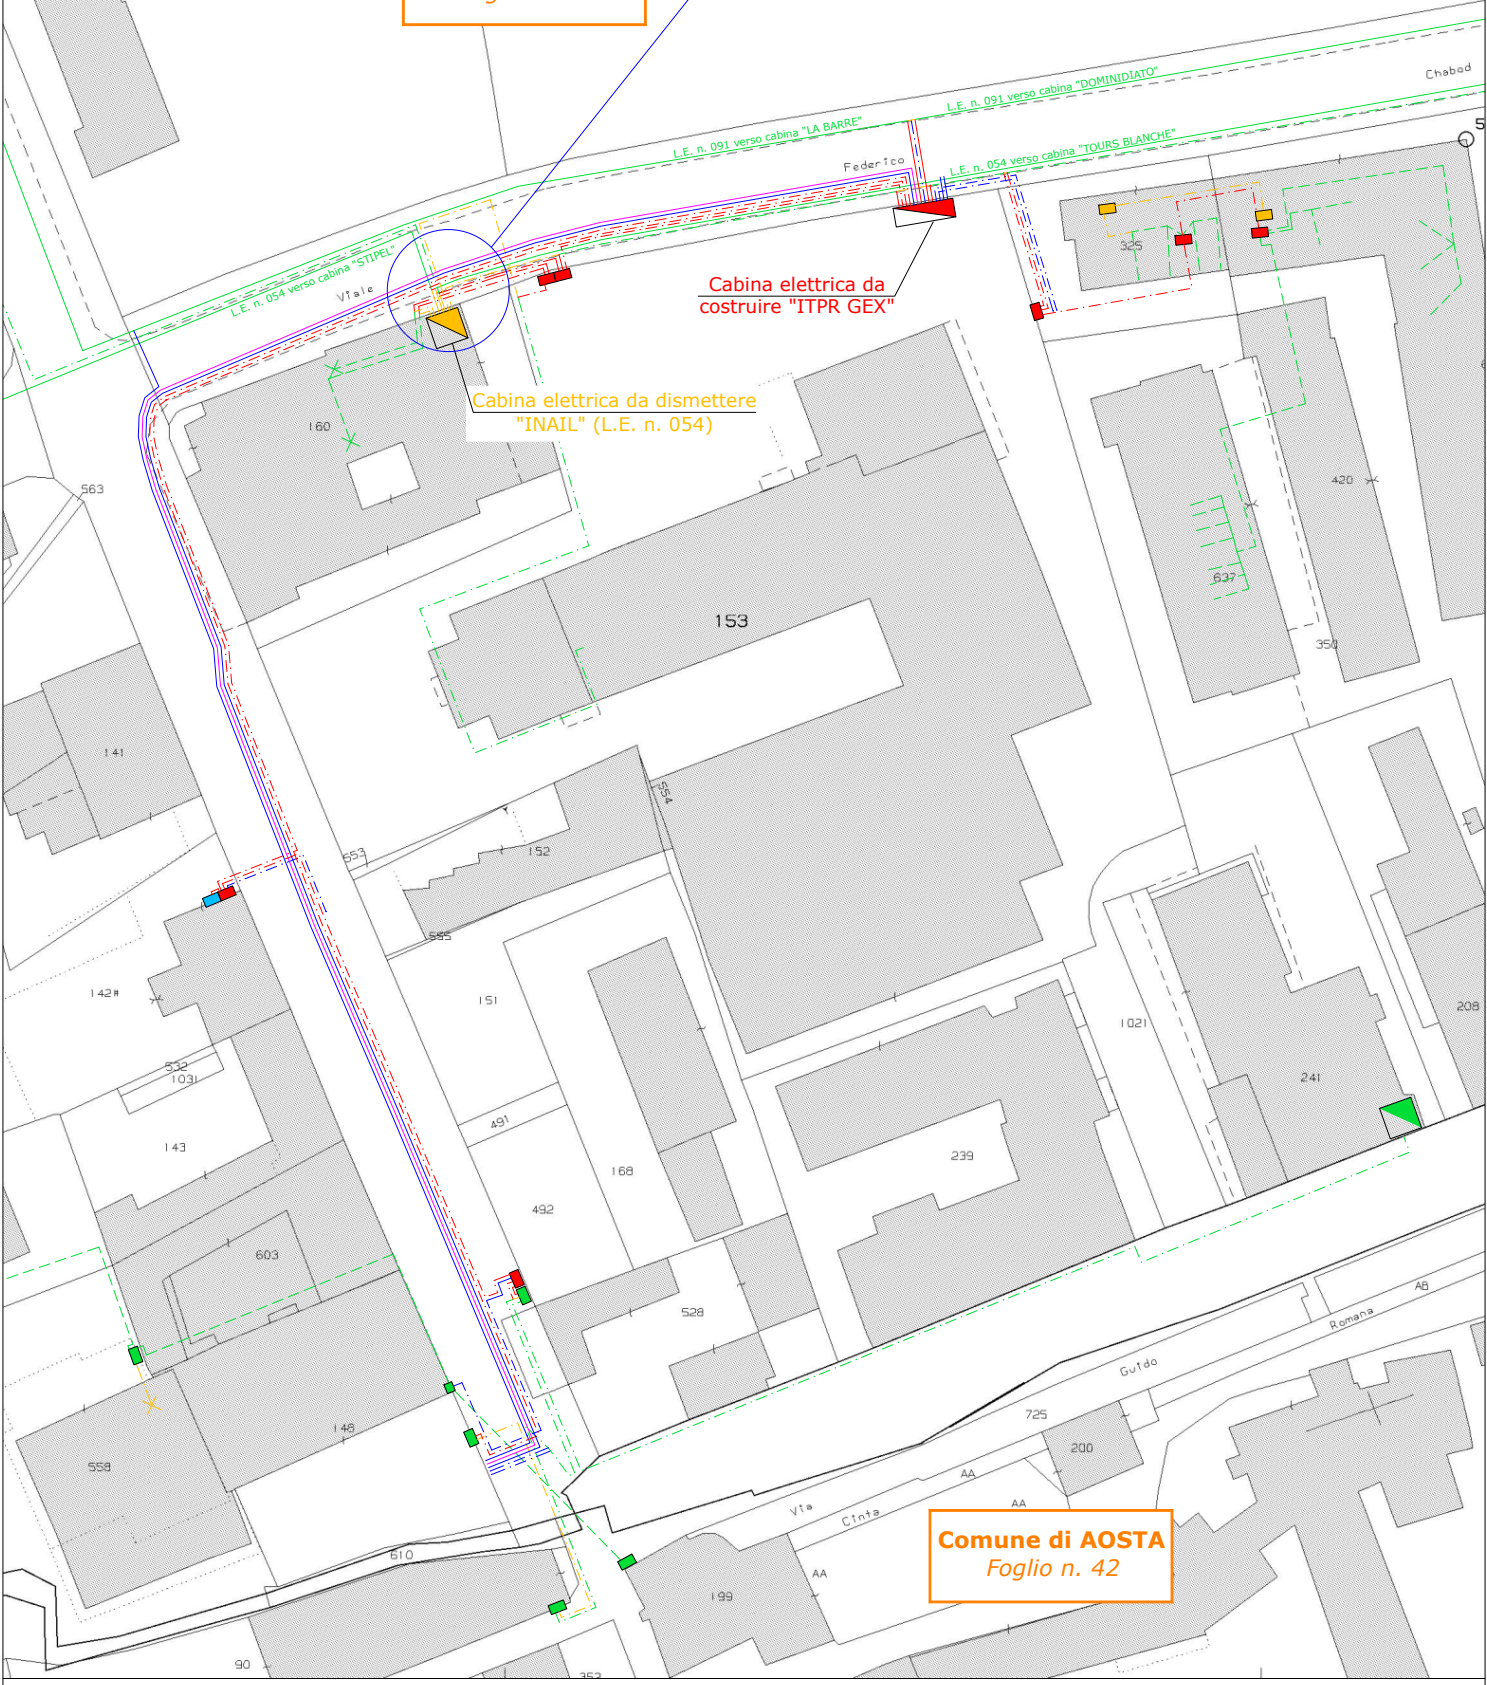 Chabod
L.E. n. 091 verso cabina "DOMINIDIATO"
L.E. n. 091 verso cabina "LA BARRE"
5
L.E. n. 054 verso cabina "TOURS BLANCHE"
Federico
L.E. n. 054 verso cabina "STIPEL"
Viale
325
Cabina elettrica da
costruire "ITPR GEX"
Cabina elettrica da dismettere
"INAIL" (L.E. n. 054)
160
563
420
637
153
350
141
554
553
152
555
142#
151
1021
208
532
1031
241
491
143
168
239
492
603
528
AB
Romana
Guido
725
148
200
558
AA
AA
Via
Cinta
Comune di AOSTA
Foglio n. 42
610
AA
199
90
353